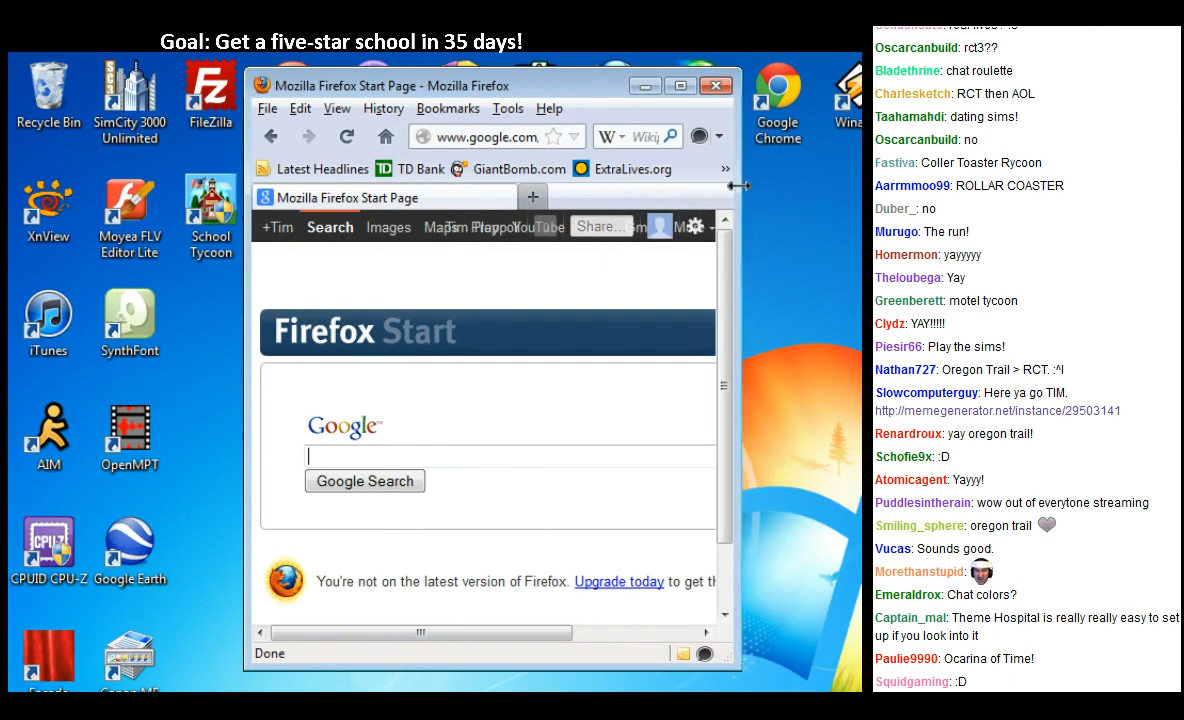 Goal: Get a five-star school in 35 days!
Recycle Bin
SimCity 3000
Unlimited
FileZilla
XnView
Moyea FLV
Editor Lite
School
Tycoon
iTunes
SynthFont
AIM
OpenMPT
CPUID CPU-Z
Google Earth
Google
Chrome
Mozilla Firefox Start Page - Mozilla Firefox
File Edit View History Bookmarks Tools Help
www.google.com
W Wikip
Latest Headlines TD TD Bank GiantBomb.com ExtraLives.org »
8 Mozilla Firefox Start Page +
+Tim Search Images Maps Play YouTube Share...
Firefox Start
Google™
Google Search
You're not on the latest version of Firefox. Upgrade today to get th
Done
Oscarcanbuild: rct3??
Bladethrine: chat roulette
Charlesketch: RCT then AOL
Taahamahdi: dating sims!
Oscarcanbuild: no
Fastiva: Coller Toaster Rycoon
Aarrmmoo99: ROLLAR COASTER
Duber_: no
Murugo: The run!
Homermon: yayyyyy
Theloubega: Yay
Greenberett: motel tycoon
Clydz: YAY!!!!!
Piesir66: Play the sims!
Nathan727: Oregon Trail > RCT. :^I
Slowcomputerguy: Here ya go TIM.
http://memegenerator.net/instance/29503141
Renardroux: yay oregon trail!
Schofie9x: :D
Atomicagent: Yayyy!
Puddlesintherain: wow out of everytone streaming
Smiling_sphere: oregon trail
Vucas: Sounds good.
Morethanstupid:
Emeraldrox: Chat colors?
Captain_mal: Theme Hospital is really really easy to set
up if you look into it
Paulie9990: Ocarina of Time!
Squidgaming: :D